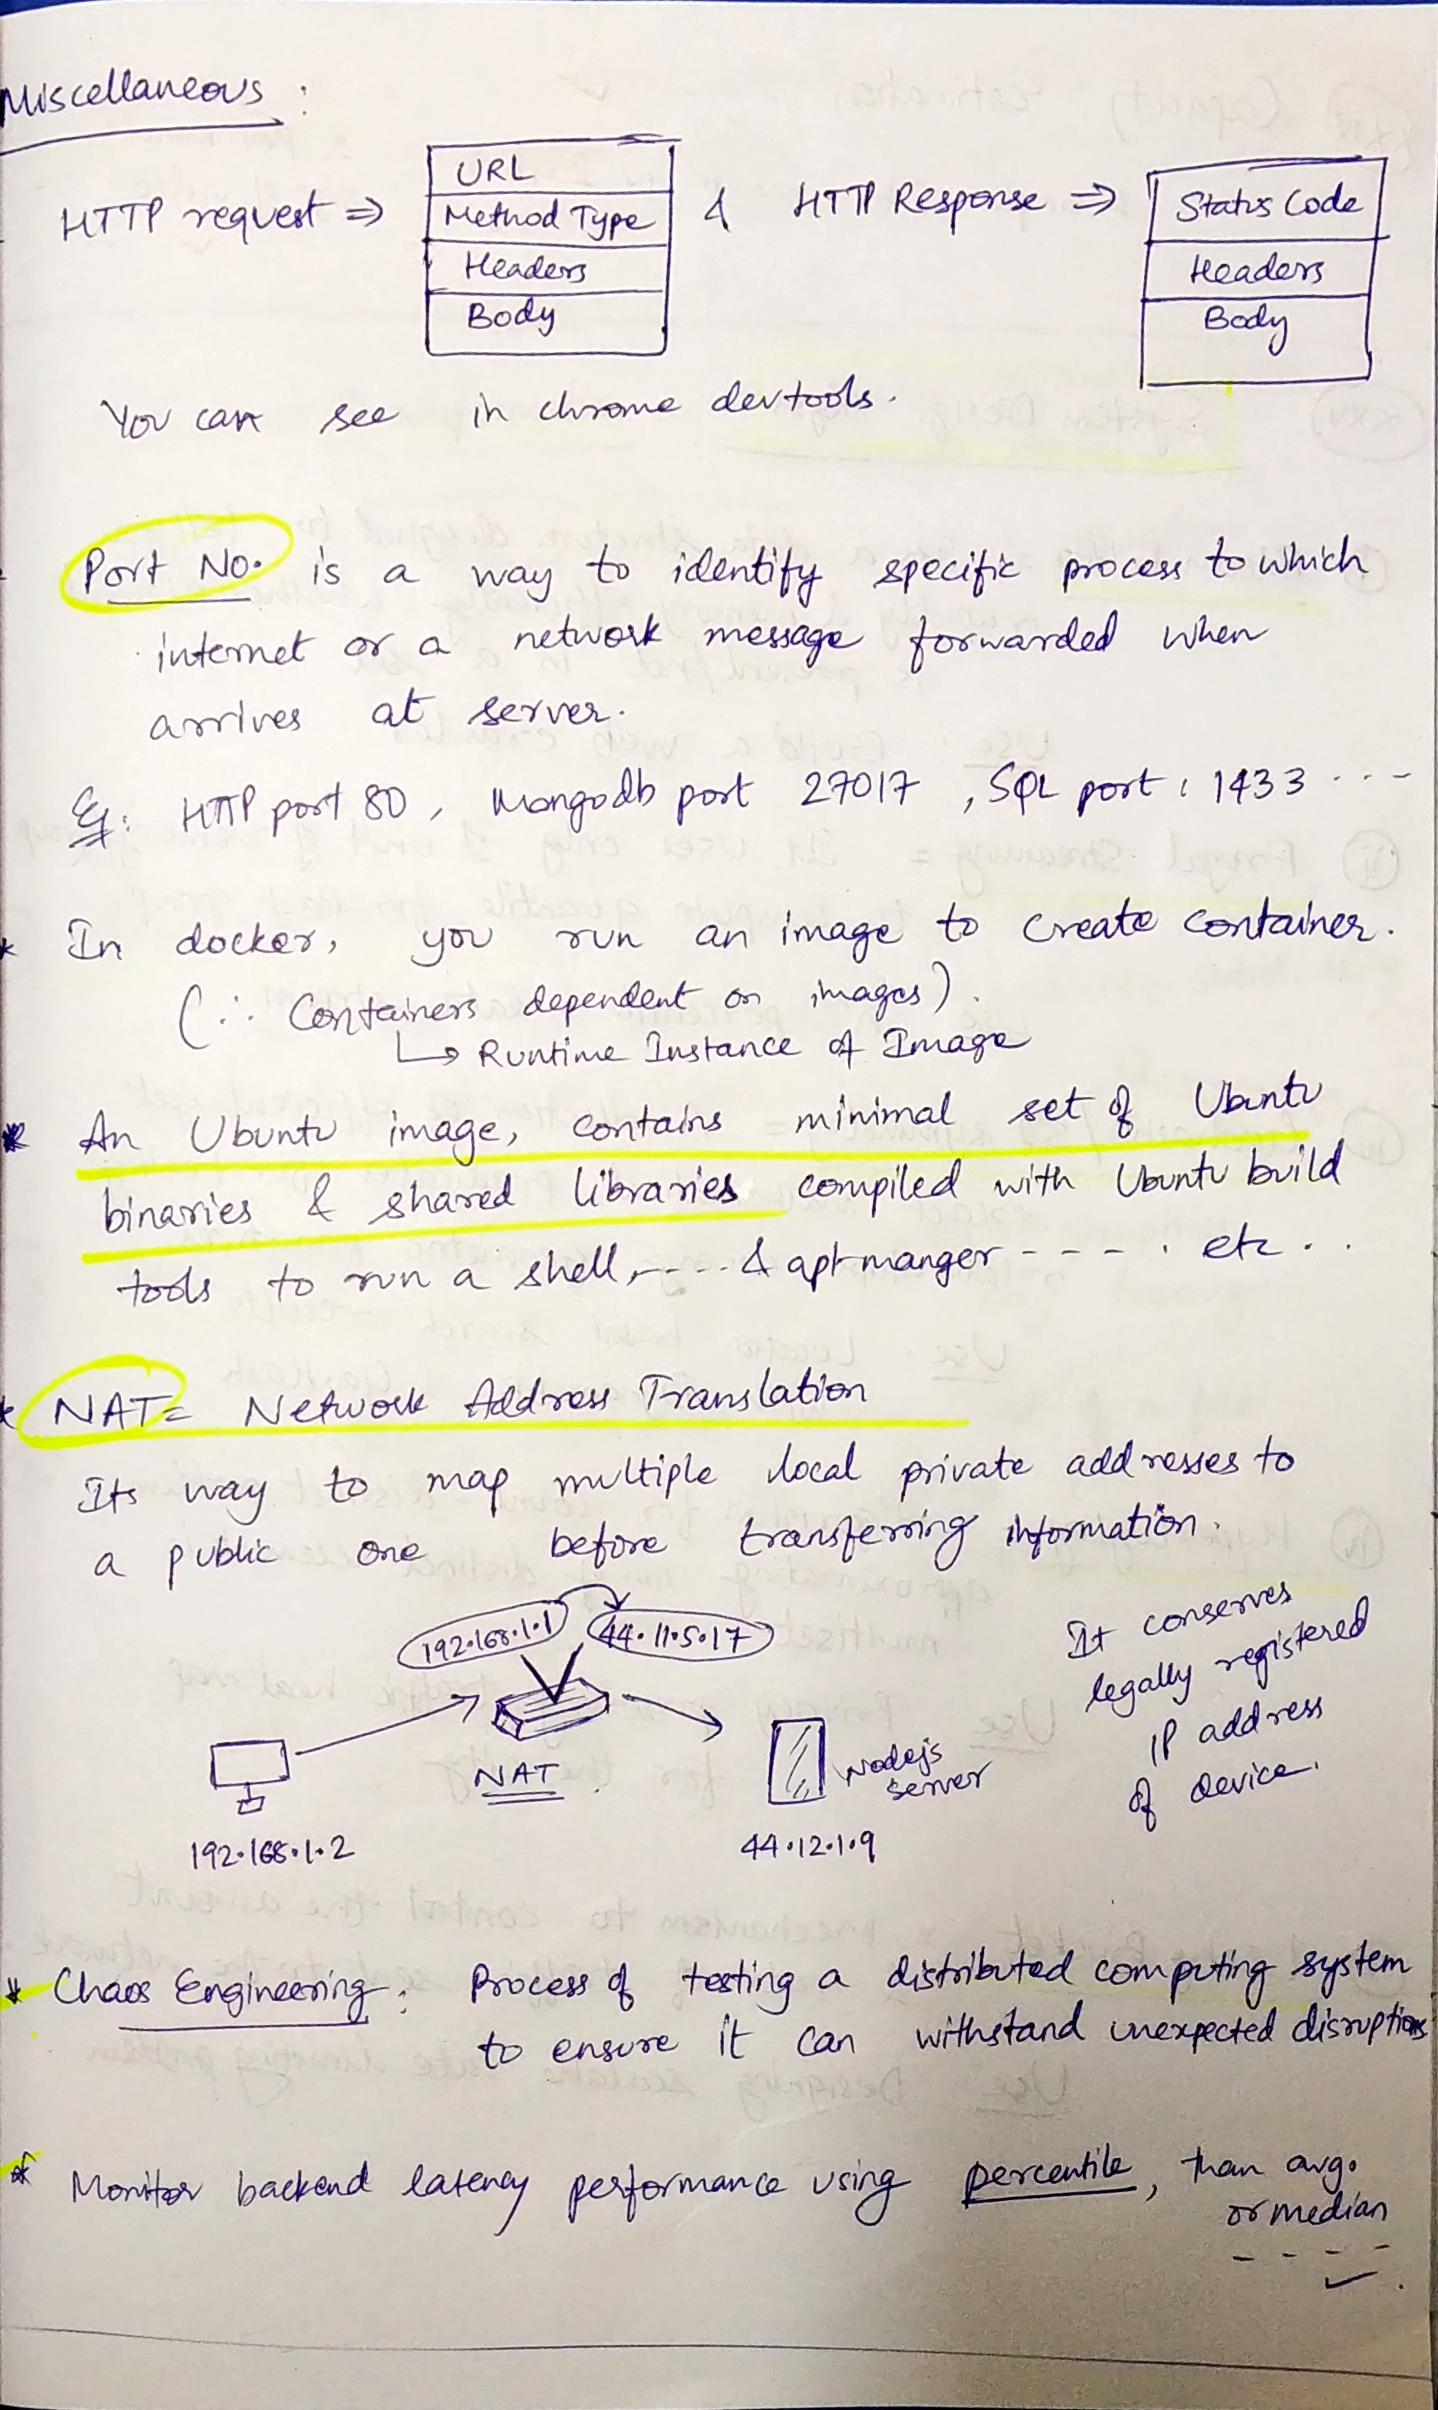 Miscellaneous :
HTTP request ⇒
URL
Method Type
Headers
Body
& HTTP Response ⇒
Status Code
Headers
Body
You can see in chrome devtools.
Port No. is a way to identify specific process to which
internet or a network message forwarded when
arrives at server.
Eg: HTTP port 80, Mongodb port 27017, SQL port : 1433 ...
* In docker, you run an image to create container.
(∵ Containers dependent on images).
↳ Runtime Instance of Image
* An Ubuntu image, contains minimal set of Ubuntu
binaries & shared libraries compiled with Ubuntu build
tools to run a shell, ---- & apt manger ---- . etc . .
* NAT = Network Address Translation
Its way to map multiple local private addresses to
a public one before transferring information.
192.168.1.1 44.11.5.17
NAT
Nodejs
server
192.168.1.2
44.12.1.9
It conserves
legally registered
IP address
of device.
* Chaos Engineering : Process of testing a distributed computing system
to ensure it can withstand unexpected disruptions
* Monitor backend latency performance using percentile, than avg.
or median